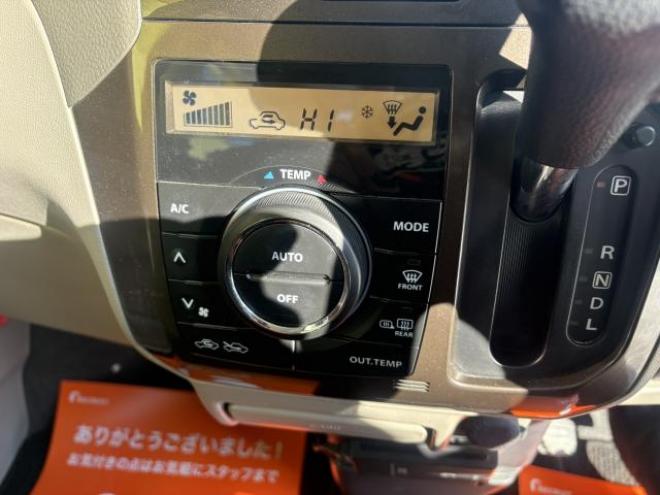 HI
TEMP
A/C
MODE
AUTO
OFF
FRONT
REAR
OUT.TEMP
P
R
N
D
L
ありがとうございました!
お気付きの点はお気軽にスタッフまで